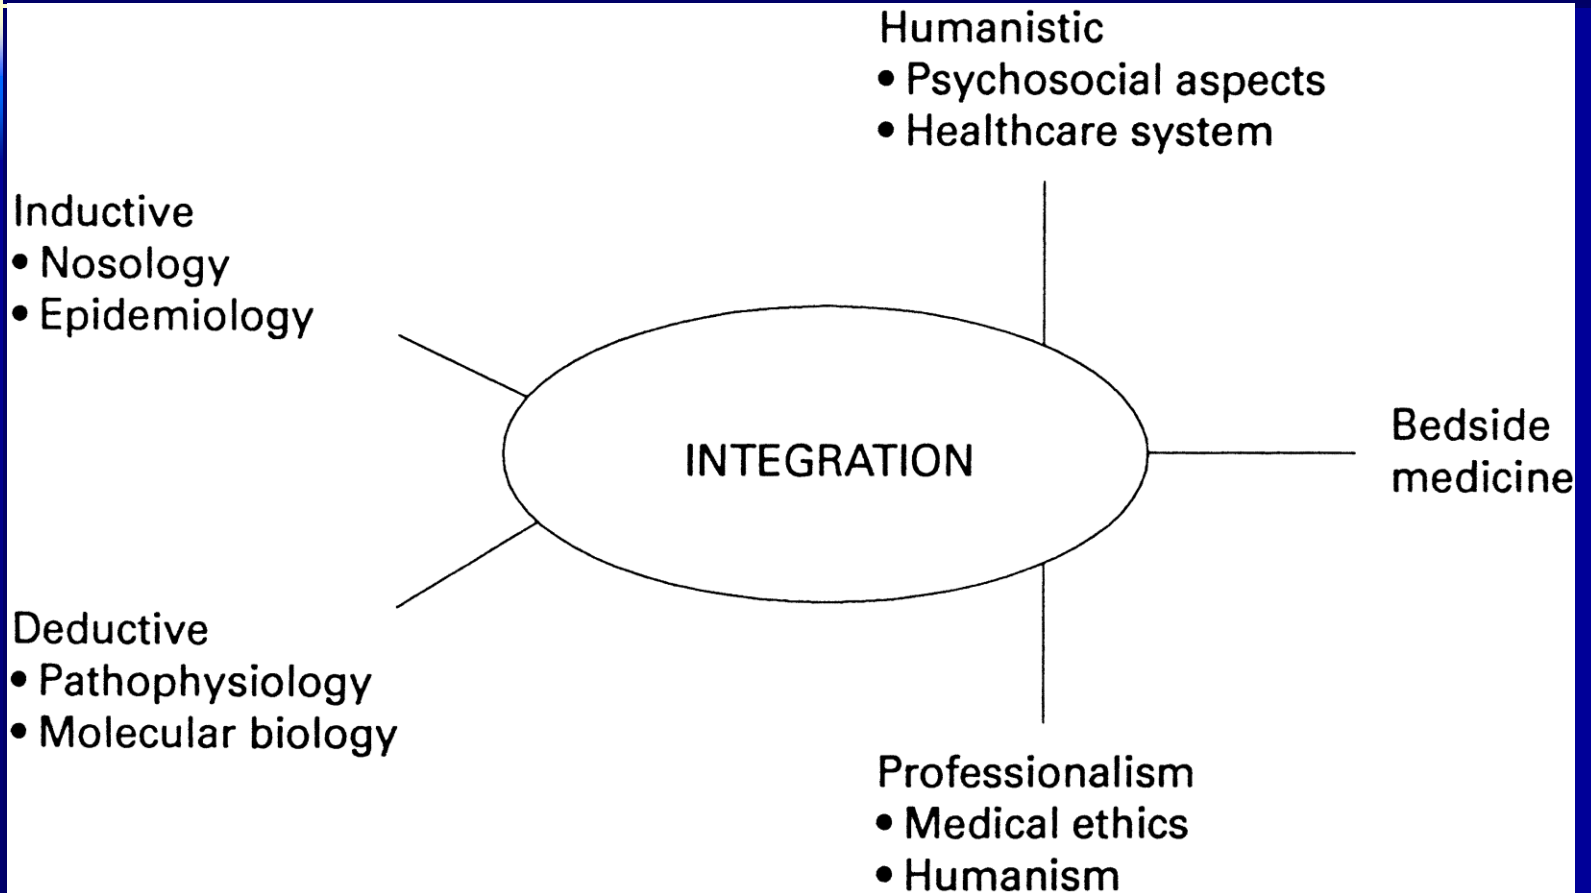 Humanistic
• Psychosocial aspects
• Healthcare system
Inductive
• Nosology
• Epidemiology
INTEGRATION
Bedside
medicine
Deductive
• Pathophysiology
• Molecular biology
Professionalism
• Medical ethics
• Humanism